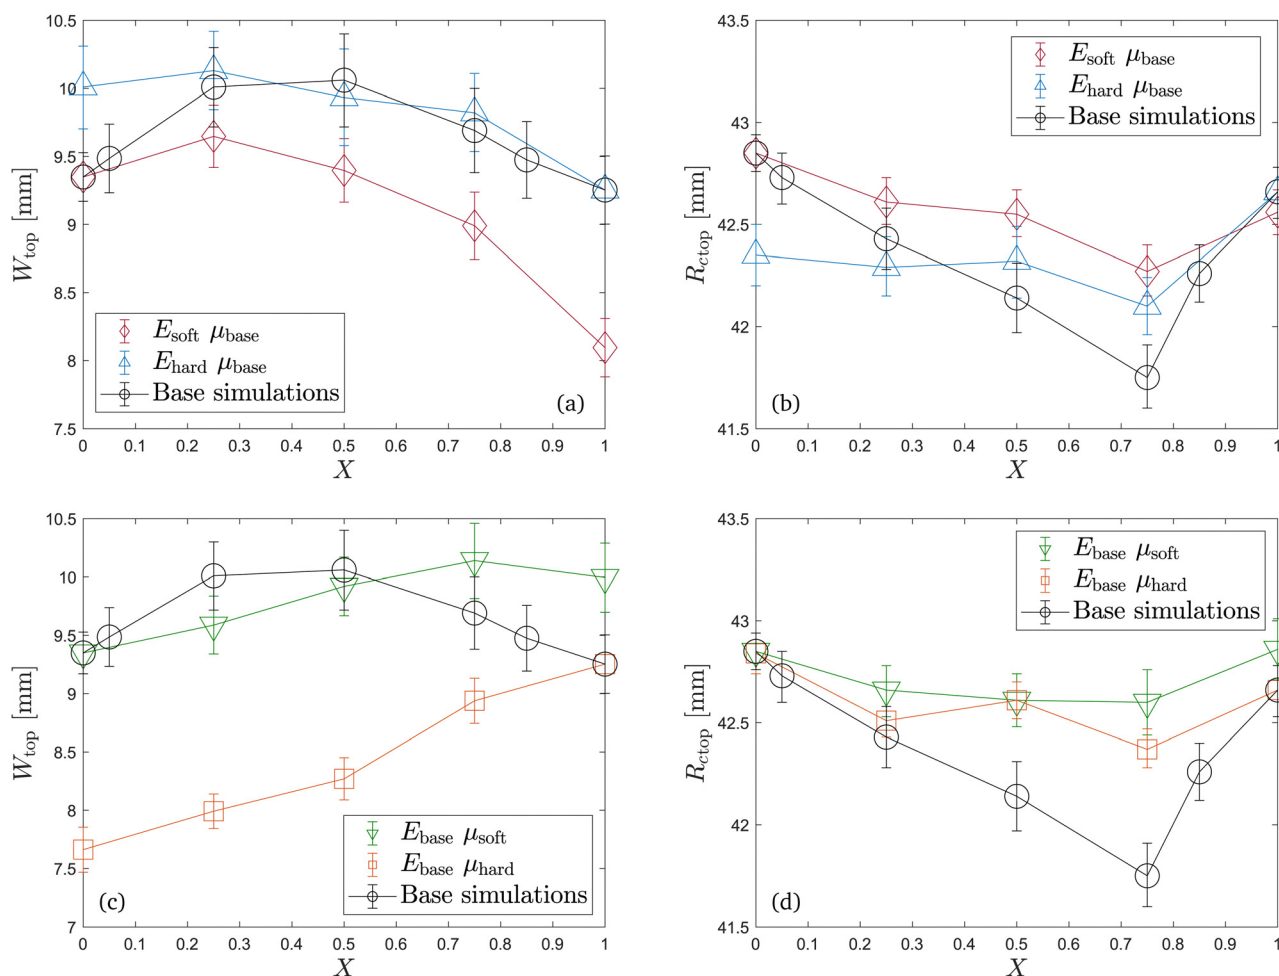 10.5
10
9.5
9
8.5
8
7.5
W_top [mm]
E_soft μ_base
E_hard μ_base
Base simulations
(a)
0 0.1 0.2 0.3 0.4 0.5 0.6 0.7 0.8 0.9 1
X
43.5
43
42.5
42
41.5
R_ctop [mm]
E_soft μ_base
E_hard μ_base
Base simulations
(b)
0 0.1 0.2 0.3 0.4 0.5 0.6 0.7 0.8 0.9 1
X
10.5
10
9.5
9
8.5
8
7.5
7
W_top [mm]
E_base μ_soft
E_base μ_hard
Base simulations
(c)
0 0.1 0.2 0.3 0.4 0.5 0.6 0.7 0.8 0.9 1
X
43.5
43
42.5
42
41.5
R_ctop [mm]
E_base μ_soft
E_base μ_hard
Base simulations
(d)
0 0.1 0.2 0.3 0.4 0.5 0.6 0.7 0.8 0.9 1
X